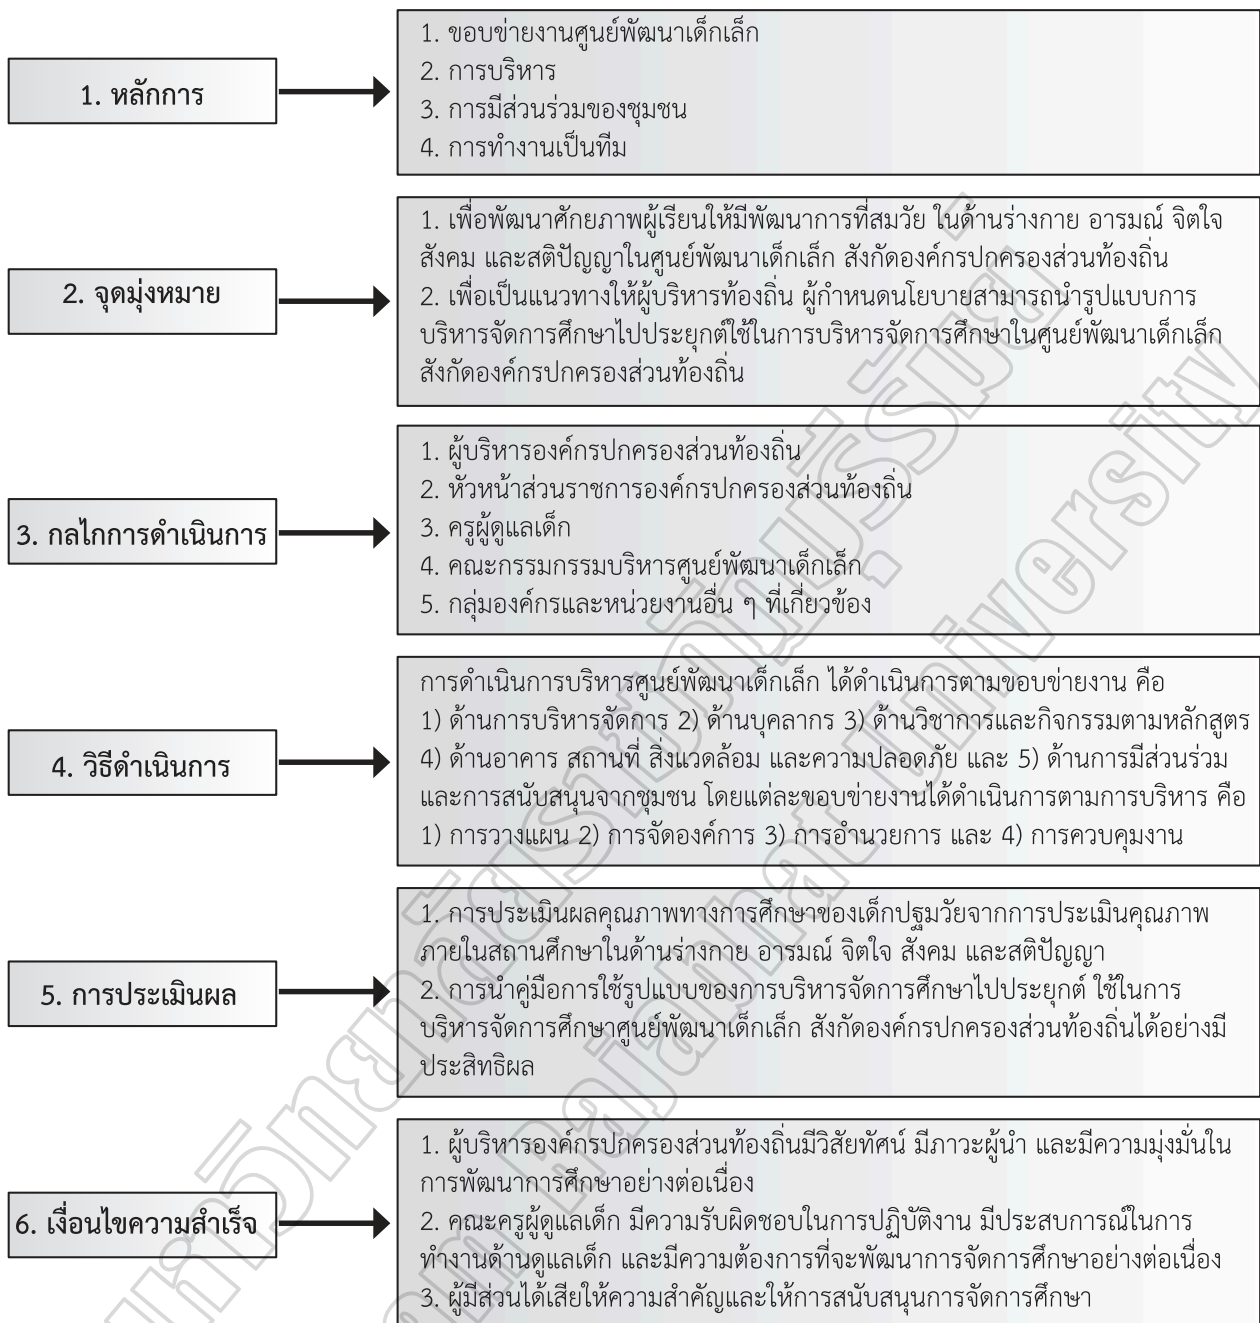 1. หลักการ
1. ขอบข่ายงานศูนย์พัฒนาเด็กเล็ก
2. การบริหาร
3. การมีส่วนร่วมของชุมชน
4. การทำงานเป็นทีม
2. จุดมุ่งหมาย
1. เพื่อพัฒนาศักยภาพผู้เรียนให้มีพัฒนาการที่สมวัย ในด้านร่างกาย อารมณ์ จิตใจ
สังคม และสติปัญญาในศูนย์พัฒนาเด็กเล็ก สังกัดองค์กรปกครองส่วนท้องถิ่น
2. เพื่อเป็นแนวทางให้ผู้บริหารท้องถิ่น ผู้กำหนดนโยบายสามารถนำรูปแบบการ
บริหารจัดการศึกษาไปประยุกต์ใช้ในการบริหารจัดการศึกษาในศูนย์พัฒนาเด็กเล็ก
สังกัดองค์กรปกครองส่วนท้องถิ่น
3. กลไกการดำเนินการ
1. ผู้บริหารองค์กรปกครองส่วนท้องถิ่น
2. หัวหน้าส่วนราชการองค์กรปกครองส่วนท้องถิ่น
3. ครูผู้ดูแลเด็ก
4. คณะกรรมกรรมบริหารศูนย์พัฒนาเด็กเล็ก
5. กลุ่มองค์กรและหน่วยงานอื่น ๆ ที่เกี่ยวข้อง
4. วิธีดำเนินการ
การดำเนินการบริหารศูนย์พัฒนาเด็กเล็ก ได้ดำเนินการตามขอบข่ายงาน คือ
1) ด้านการบริหารจัดการ 2) ด้านบุคลากร 3) ด้านวิชาการและกิจกรรมตามหลักสูตร
4) ด้านอาคาร สถานที่ สิ่งแวดล้อม และความปลอดภัย และ 5) ด้านการมีส่วนร่วม
และการสนับสนุนจากชุมชน โดยแต่ละขอบข่ายงานได้ดำเนินการตามการบริหาร คือ
1) การวางแผน 2) การจัดองค์การ 3) การอำนวยการ และ 4) การควบคุมงาน
5. การประเมินผล
1. การประเมินผลคุณภาพทางการศึกษาของเด็กปฐมวัยจากการประเมินคุณภาพ
ภายในสถานศึกษาในด้านร่างกาย อารมณ์ จิตใจ สังคม และสติปัญญา
2. การนำคู่มือการใช้รูปแบบของการบริหารจัดการศึกษาไปประยุกต์ ใช้ในการ
บริหารจัดการศึกษาศูนย์พัฒนาเด็กเล็ก สังกัดองค์กรปกครองส่วนท้องถิ่นได้อย่างมี
ประสิทธิผล
6. เงื่อนไขความสำเร็จ
1. ผู้บริหารองค์กรปกครองส่วนท้องถิ่นมีวิสัยทัศน์ มีภาวะผู้นำ และมีความมุ่งมั่นใน
การพัฒนาการศึกษาอย่างต่อเนื่อง
2. คณะครูผู้ดูแลเด็ก มีความรับผิดชอบในการปฏิบัติงาน มีประสบการณ์ในการ
ทำงานด้านดูแลเด็ก และมีความต้องการที่จะพัฒนาการจัดการศึกษาอย่างต่อเนื่อง
3. ผู้มีส่วนได้เสียให้ความสำคัญและให้การสนับสนุนการจัดการศึกษา
Rajabhat University